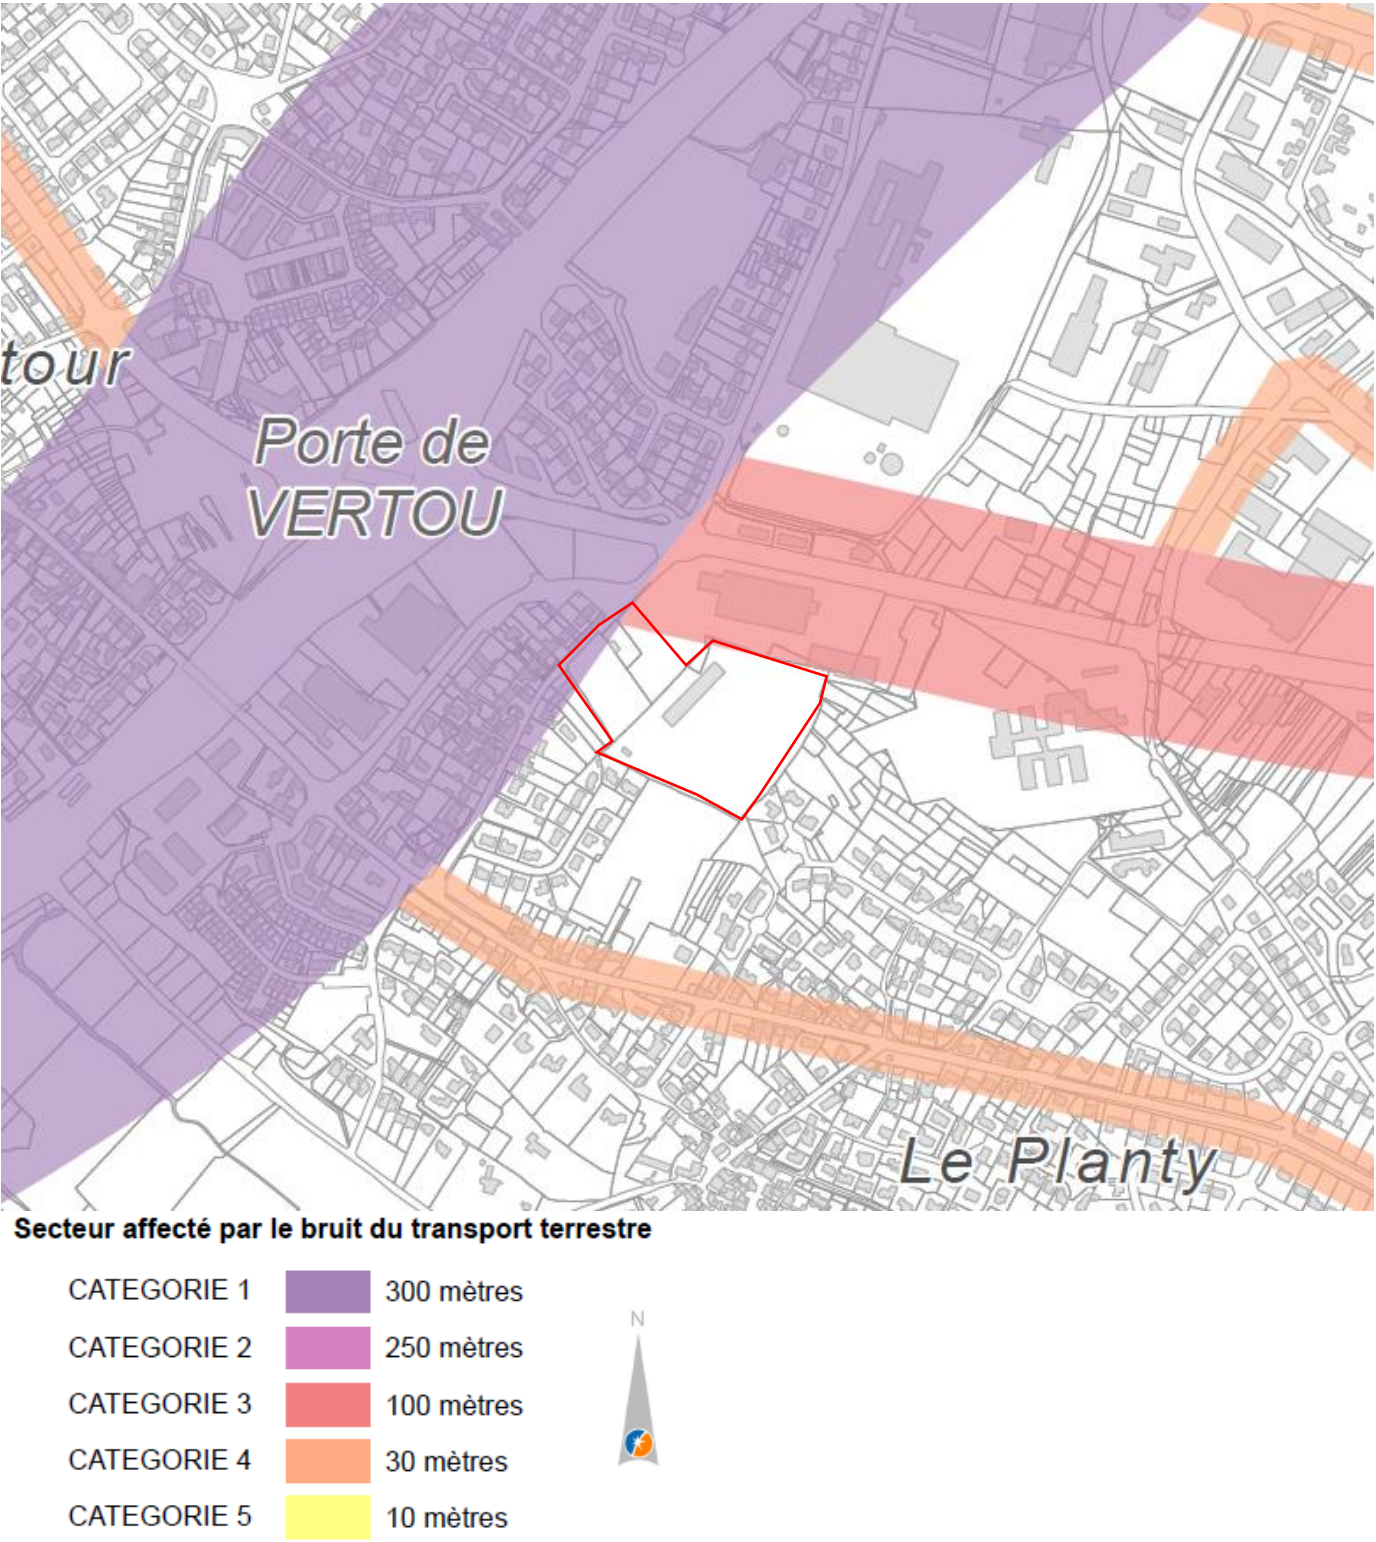 tour
Porte de
VERTOU
Le Planty
Secteur affecté par le bruit du transport terrestre
CATEGORIE 1 300 mètres
CATEGORIE 2 250 mètres
CATEGORIE 3 100 mètres
CATEGORIE 4 30 mètres
CATEGORIE 5 10 mètres
N